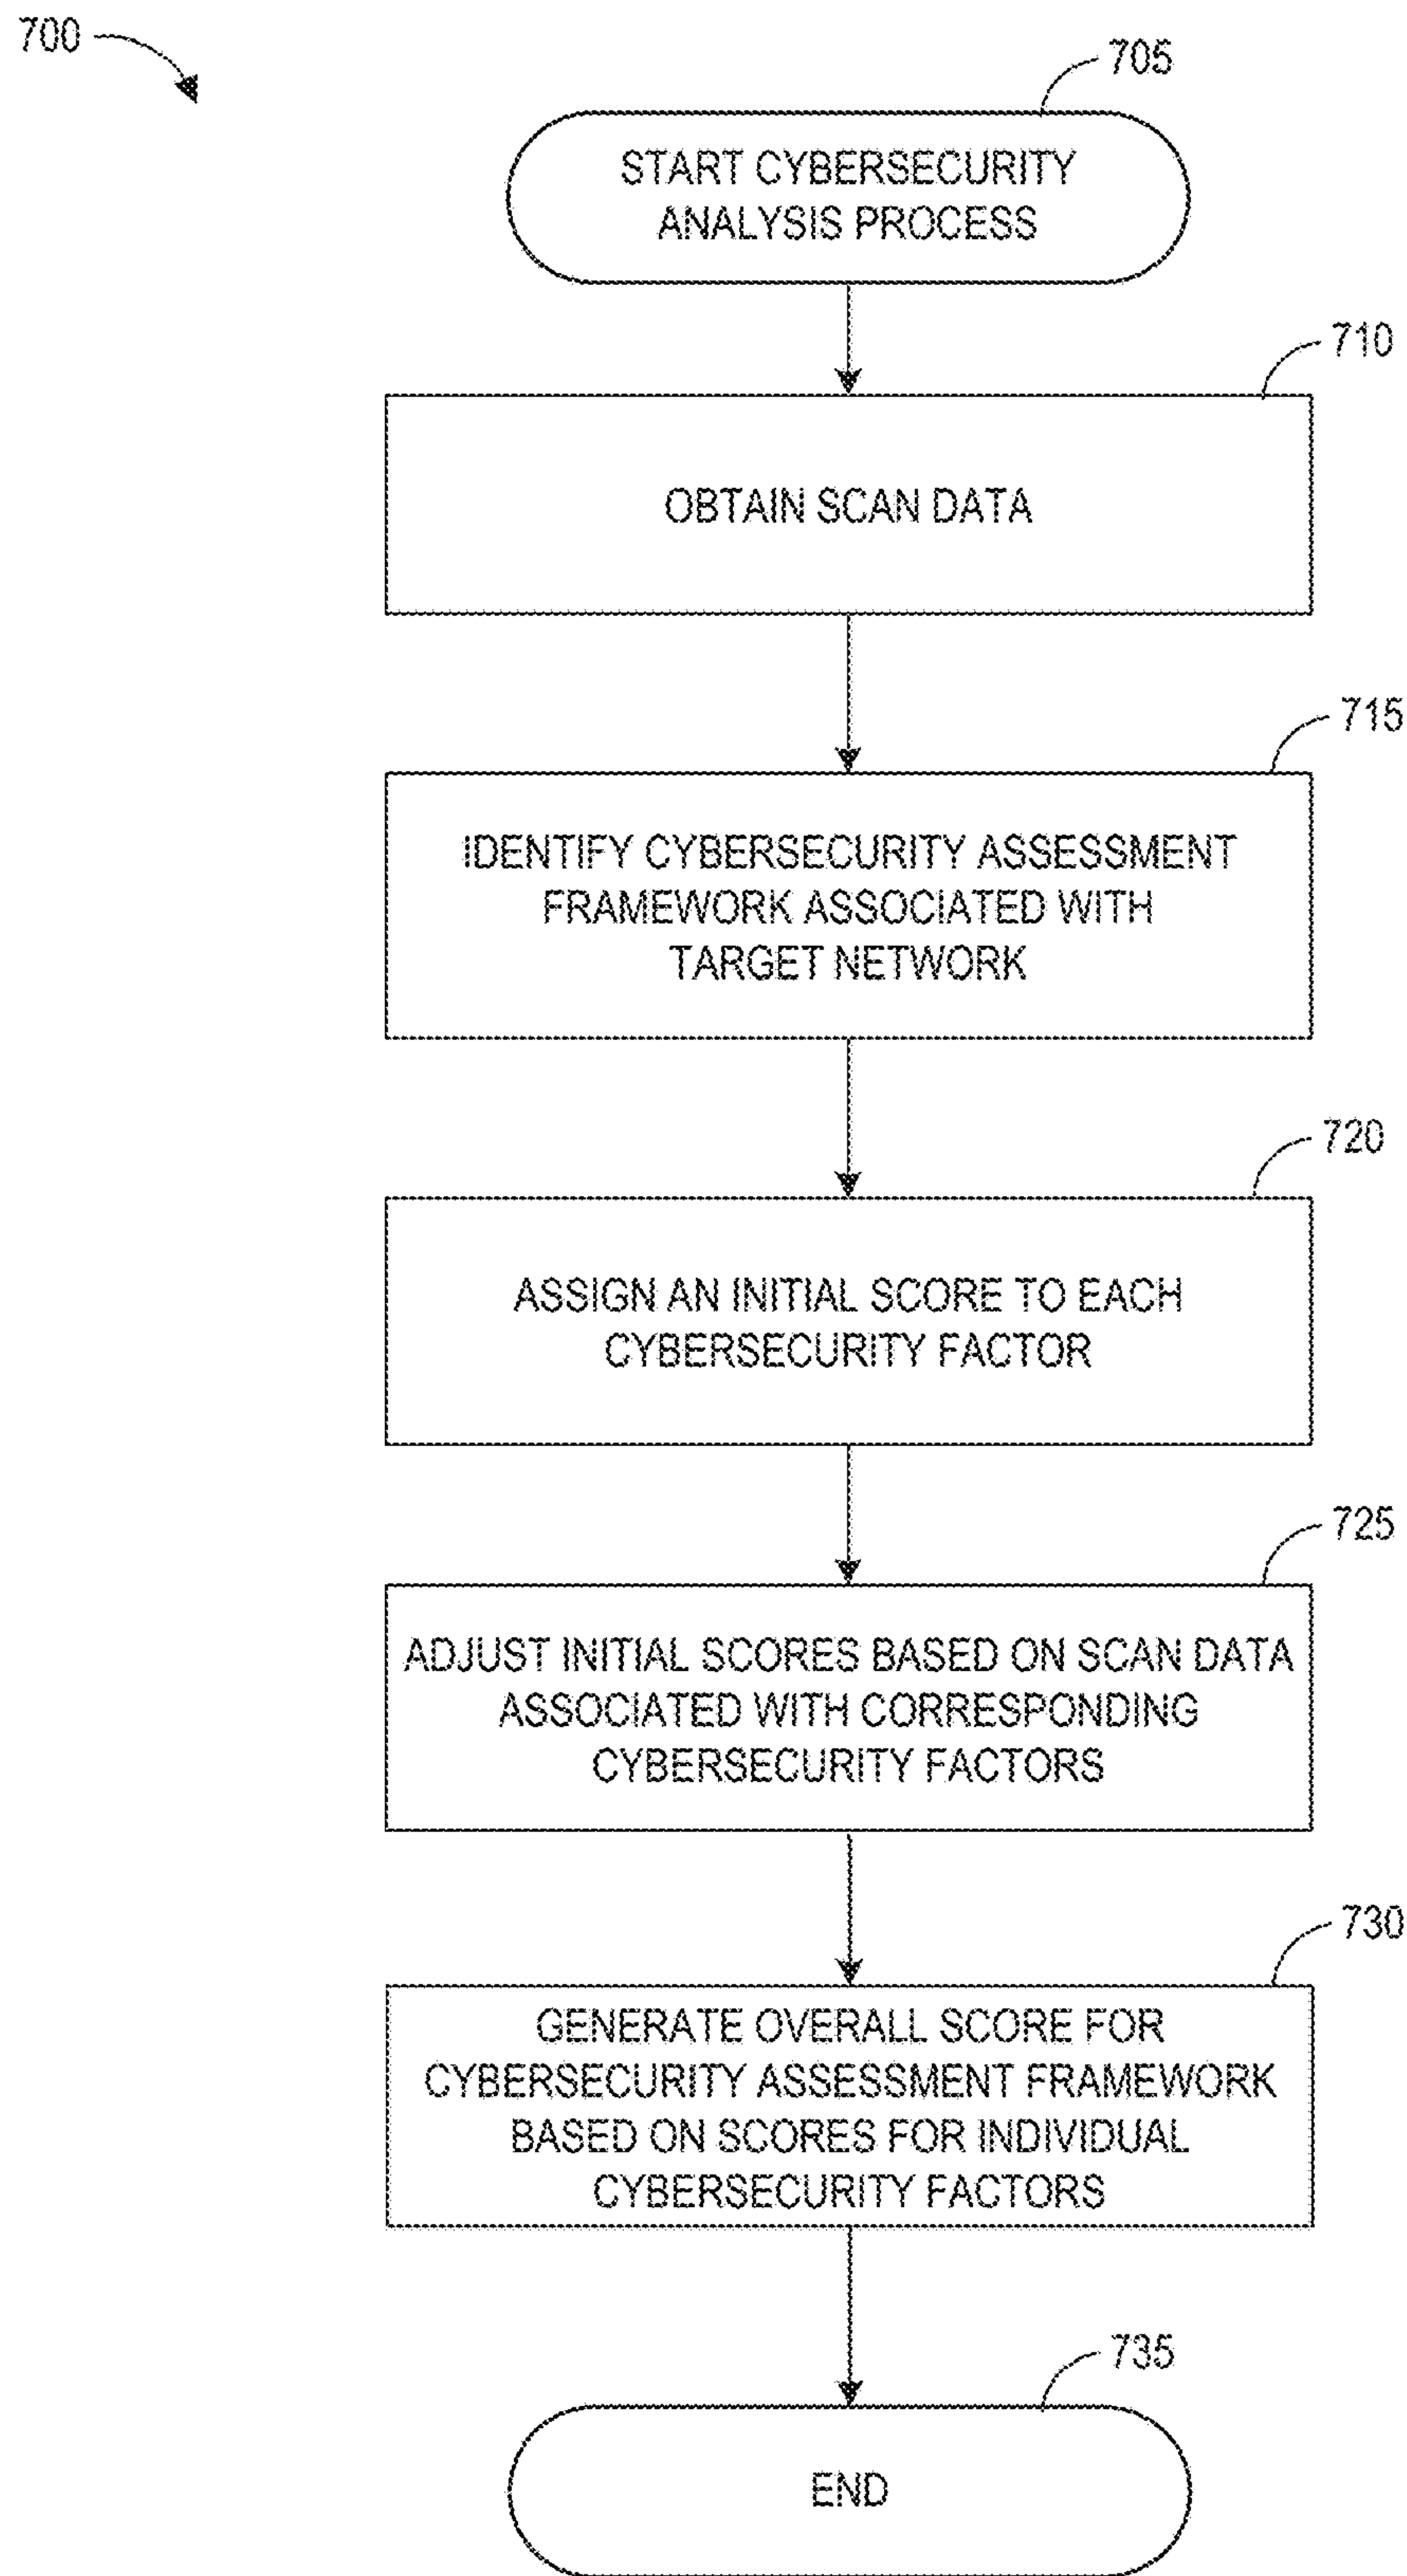 700
705
START CYBERSECURITY
ANALYSIS PROCESS
710
OBTAIN SCAN DATA
715
IDENTIFY CYBERSECURITY ASSESSMENT
FRAMEWORK ASSOCIATED WITH
TARGET NETWORK
720
ASSIGN AN INITIAL SCORE TO EACH
CYBERSECURITY FACTOR
725
ADJUST INITIAL SCORES BASED ON SCAN DATA
ASSOCIATED WITH CORRESPONDING
CYBERSECURITY FACTORS
730
GENERATE OVERALL SCORE FOR
CYBERSECURITY ASSESSMENT FRAMEWORK
BASED ON SCORES FOR INDIVIDUAL
CYBERSECURITY FACTORS
735
END